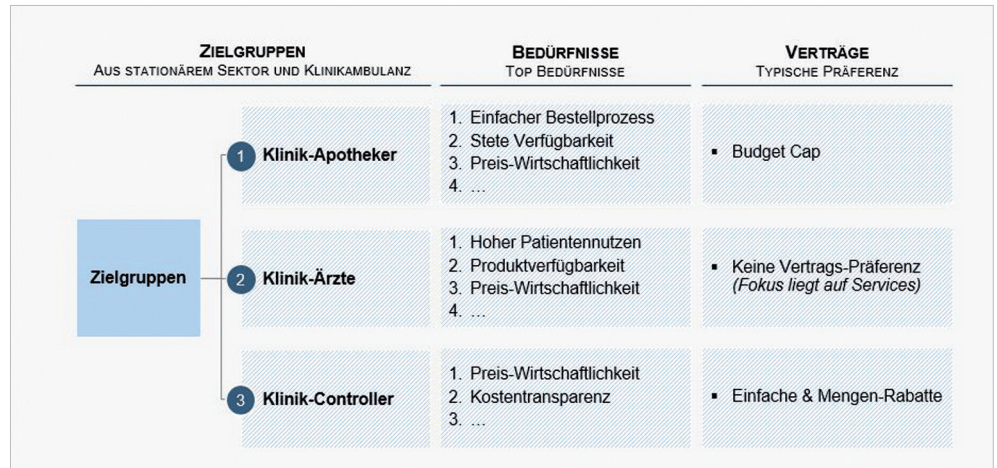 ZIELGRUPPEN
AUS STATIONÄREM SEKTOR UND KLINIKAMBULANZ
BEDÜRFNISSE
TOP BEDÜRFNISSE
VERTRÄGE
TYPISCHE PRÄFERENZ
Zielgruppen
1 Klinik-Apotheker
1. Einfacher Bestellprozess
2. Stete Verfügbarkeit
3. Preis-Wirtschaftlichkeit
4. ...
▪ Budget Cap
2 Klinik-Ärzte
1. Hoher Patientennutzen
2. Produktverfügbarkeit
3. Preis-Wirtschaftlichkeit
4. ...
▪ Keine Vertrags-Präferenz
(Fokus liegt auf Services)
3 Klinik-Controller
1. Preis-Wirtschaftlichkeit
2. Kostentransparenz
3. ...
▪ Einfache & Mengen-Rabatte